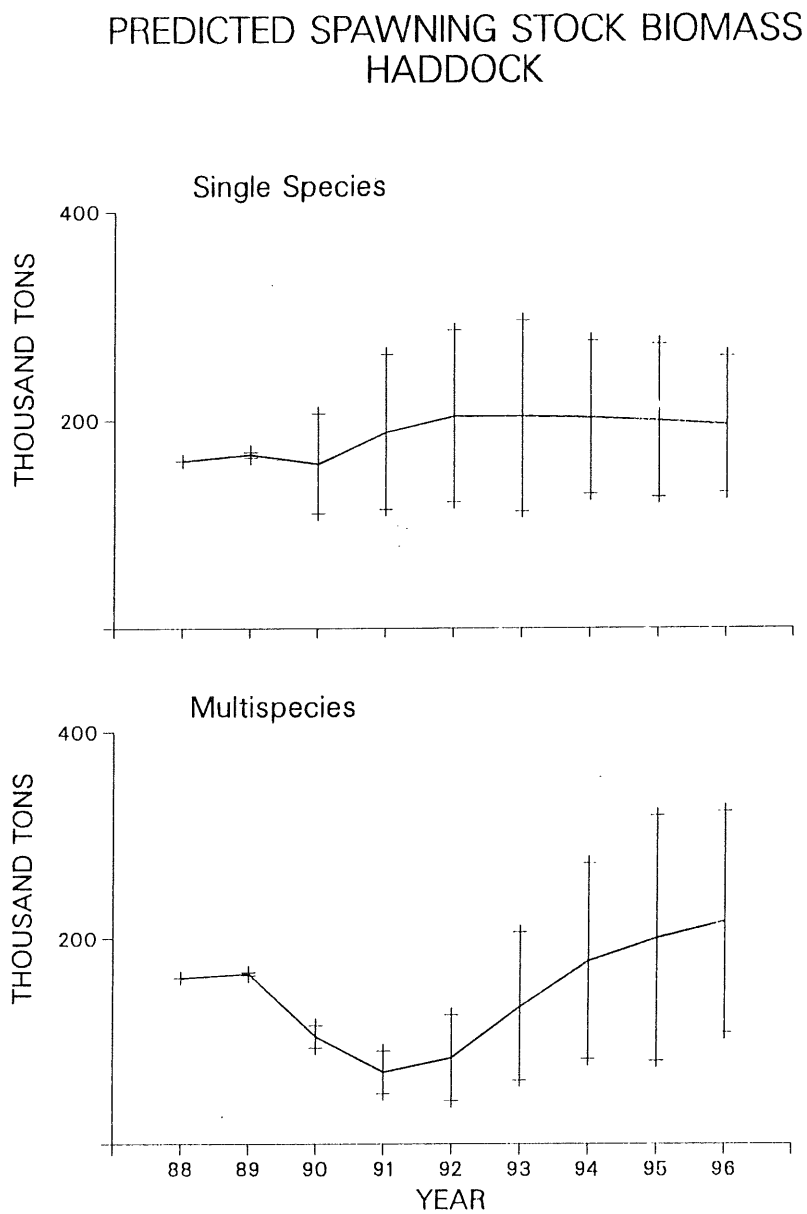 PREDICTED SPAWNING STOCK BIOMASS
HADDOCK
Single Species
400
200
THOUSAND TONS
Multispecies
400
200
THOUSAND TONS
88 89 90 91 92 93 94 95 96
YEAR